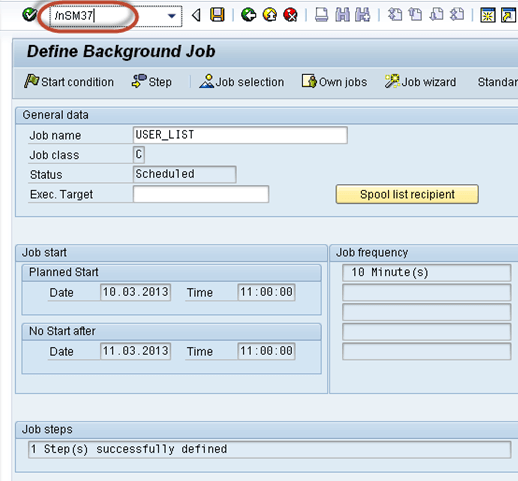 /nSM37
Define Background Job
Start condition Step Job selection Own jobs Job wizard Standar
General data
Job name USER_LIST
Job class C
Status Scheduled
Exec. Target Spool list recipient
Job start Job frequency
Planned Start 10 Minute(s)
Date 10.03.2013 Time 11:00:00
No Start after
Date 11.03.2013 Time 11:00:00
Job steps
1 Step(s) successfully defined